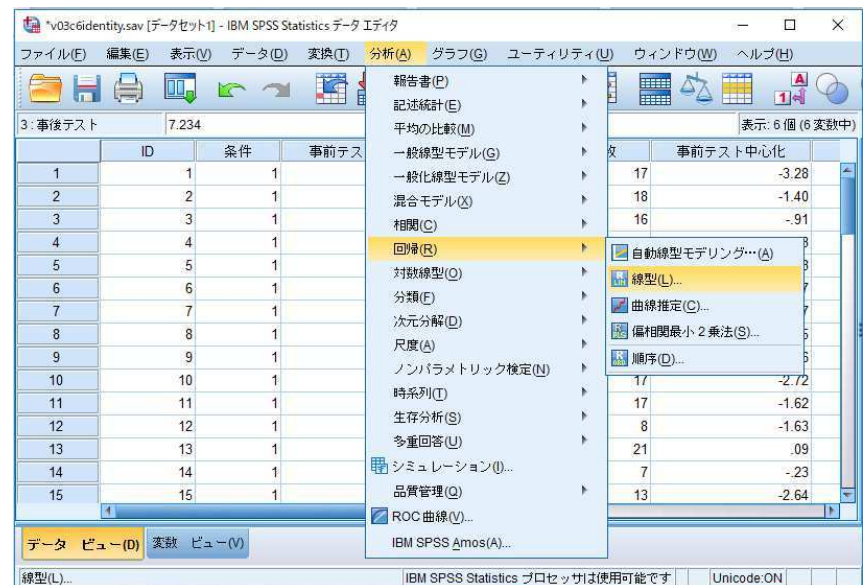 *v03c6identity.sav [データセット1] - IBM SPSS Statistics データ エディタ
ファイル(F) 編集(E) 表示(V) データ(D) 変換(T) 分析(A) グラフ(G) ユーティリティ(U) ウィンドウ(W) ヘルプ(H)
3 : 事後テスト 7.234 表示: 6 個 (6 変数中)
ID 条件 事前テス 数 事前テスト中心化
1 1 1 17 -3.28
2 2 1 18 -1.40
3 3 1 16 -.91
4 4 1
5 5 1
6 6 1
7 7 1
8 8 1
9 9 1
10 10 1 17 -2.72
11 11 1 17 -1.62
12 12 1 8 -1.63
13 13 1 21 .09
14 14 1 7 -.23
15 15 1 13 -2.64
報告書(P)
記述統計(E)
平均の比較(M)
一般線型モデル(G)
一般化線型モデル(Z)
混合モデル(X)
相関(C)
回帰(R)
対数線型(O)
分類(F)
次元分解(D)
尺度(A)
ノンパラメトリック検定(N)
時系列(T)
生存分析(S)
多重回答(U)
シミュレーション(I)...
品質管理(Q)
ROC 曲線(V)...
IBM SPSS Amos(A)...
自動線型モデリング…(A)
線型(L)...
曲線推定(C)...
偏相関最小 2 乗法(S)...
順序(D)...
データ ビュー(D) 変数 ビュー(V)
線型(L)... IBM SPSS Statistics プロセッサは使用可能です Unicode:ON